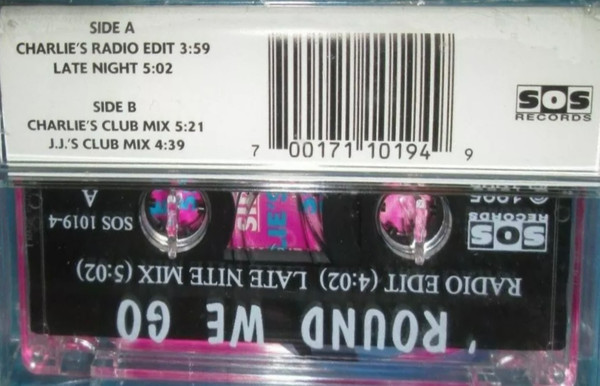 SIDE A
CHARLIE'S RADIO EDIT 3:59
LATE NIGHT 5:02
SIDE B
CHARLIE'S CLUB MIX 5:21
J.J.'S CLUB MIX 4:39
7 00171 10194 9
SOS
RECORDS
'ROUND WE GO
RADIO EDIT (4:02) LATE NITE MIX (5:02)
SOS
RECORDS
1995
SOS 1019-4
A